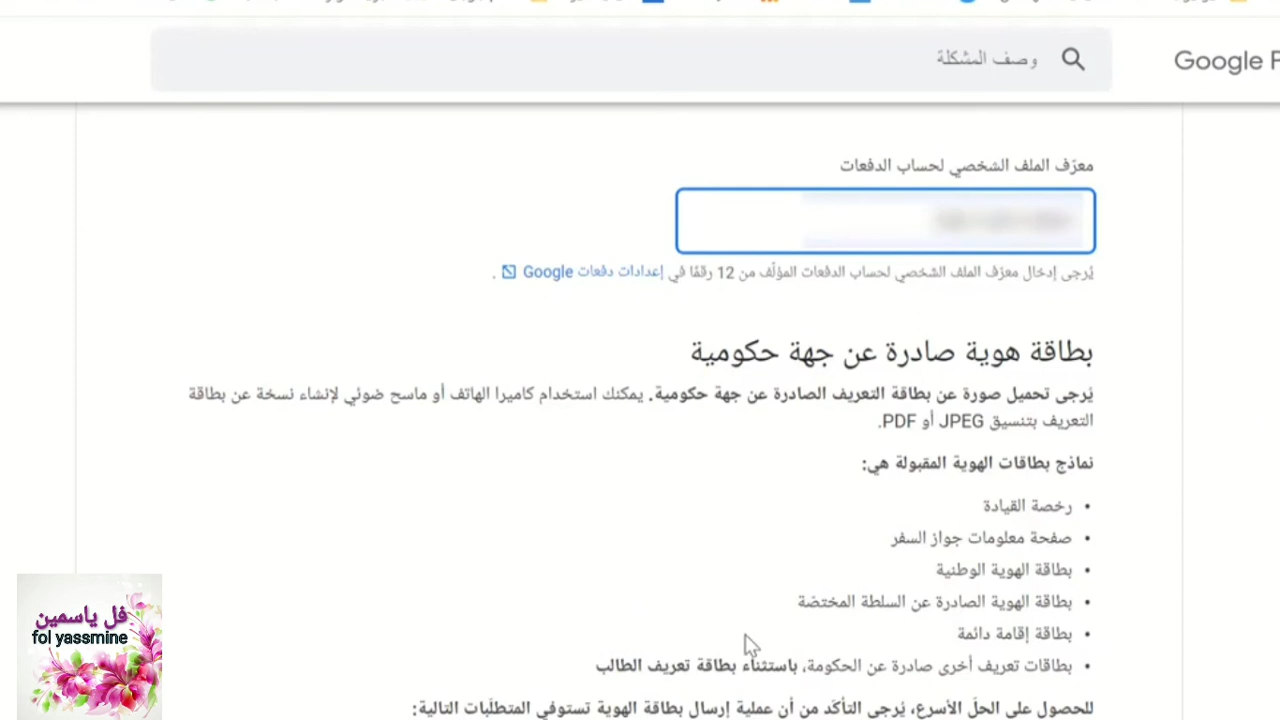 وصف المشكلة
Google
معرّف الملف الشخصي لحساب الدفعات
يُرجى إدخال معرّف الملف الشخصي لحساب الدفعات المؤلّف من 12 رقمًا في إعدادات دفعات Google .
بطاقة هوية صادرة عن جهة حكومية
يُرجى تحميل صورة عن بطاقة التعريف الصادرة عن جهة حكومية. يمكنك استخدام كاميرا الهاتف أو ماسح ضوئي لإنشاء نسخة عن بطاقة
التعريف بتنسيق JPEG أو PDF.
نماذج بطاقات الهوية المقبولة هي:
• رخصة القيادة
• صفحة معلومات جواز السفر
• بطاقة الهوية الوطنية
• بطاقة الهوية الصادرة عن السلطة المختصّة
• بطاقة إقامة دائمة
• بطاقات تعريف أخرى صادرة عن الحكومة، باستثناء بطاقة تعريف الطالب
للحصول على الحلّ الأسرع، يُرجى التأكّد من أن عملية إرسال بطاقة الهوية تستوفي المتطلّبات التالية:
فل ياسمين
fol yassmine